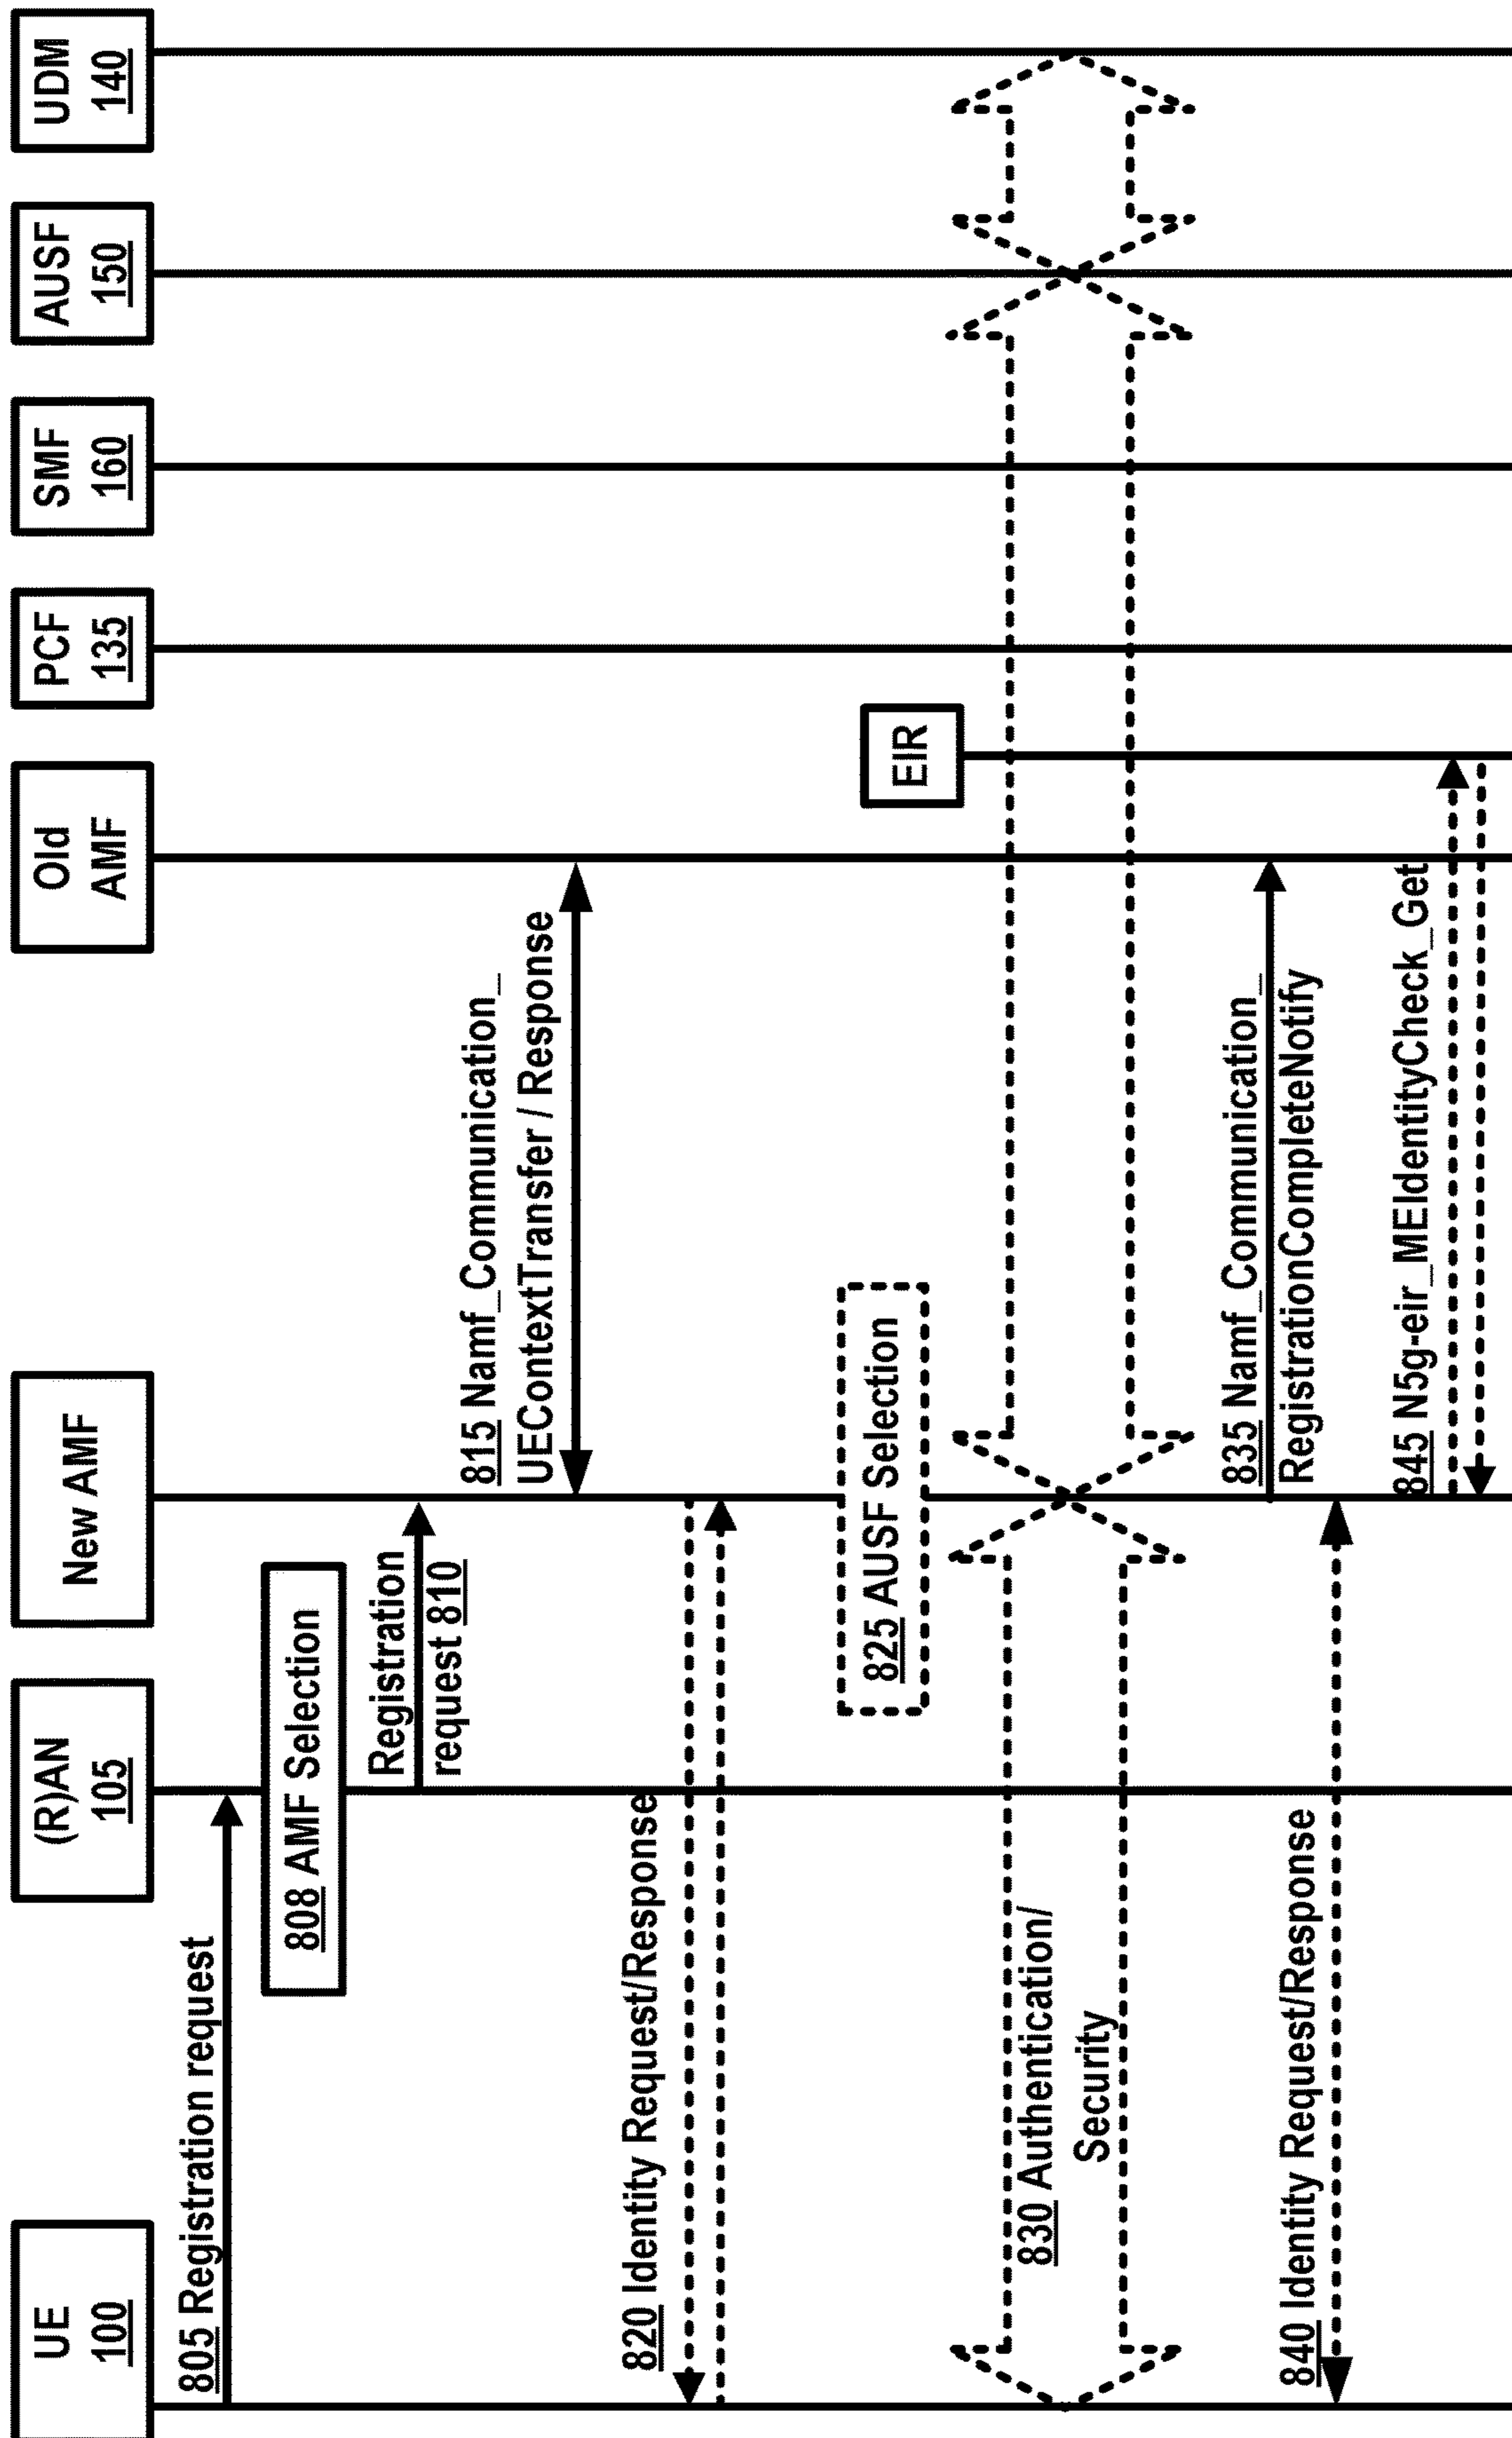 UE
100
(R)AN
105
New AMF
Old
AMF
PCF
135
SMF
160
AUSF
150
UDM
140
805 Registration request
808 AMF Selection
Registration
request 810
815 Namf_Communication_
UEContextTransfer / Response
820 Identity Request/Response
825 AUSF Selection
EIR
830 Authentication/
Security
835 Namf_Communication_
RegistrationCompleteNotify
840 Identity Request/Response
845 N5g-eir_MEIdentityCheck_Get